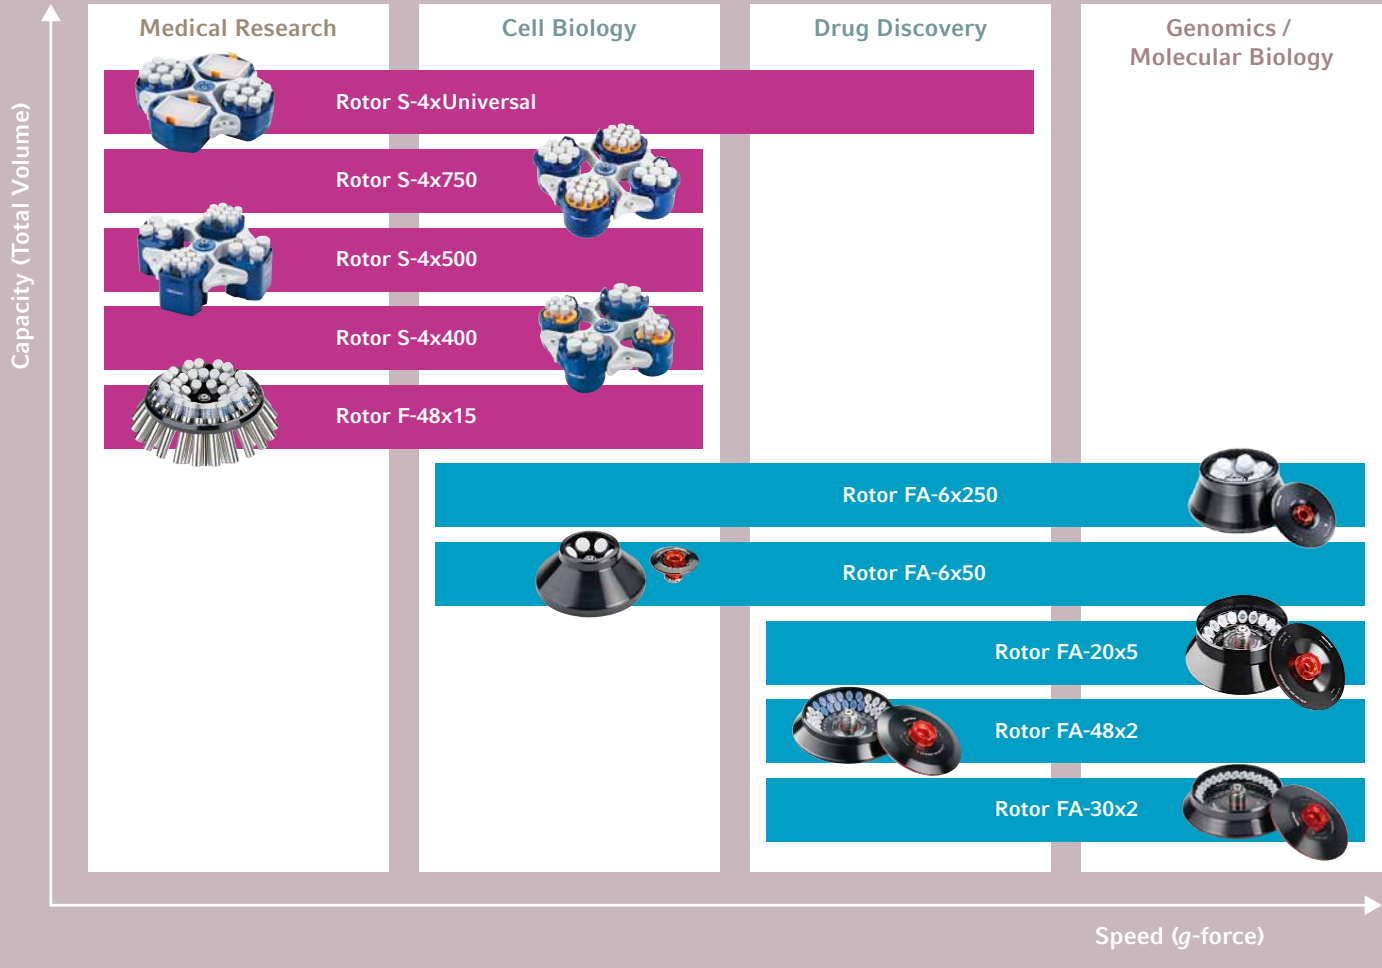 Medical Research
Cell Biology
Drug Discovery
Genomics /
Molecular Biology
Capacity (Total Volume)
Rotor S-4xUniversal
Rotor S-4x750
Rotor S-4x500
Rotor S-4x400
Rotor F-48x15
Rotor FA-6x250
Rotor FA-6x50
Rotor FA-20x5
Rotor FA-48x2
Rotor FA-30x2
Speed (g-force)